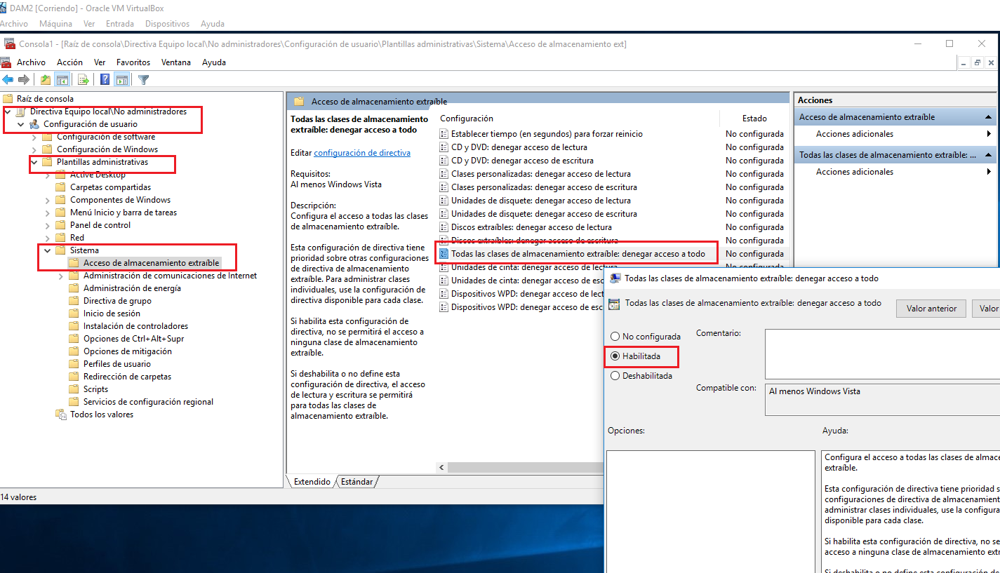 DAM2 [Corriendo] - Oracle VM VirtualBox
Archivo Máquina Ver Entrada Dispositivos Ayuda
Consola1 - [Raíz de consola\Directiva Equipo local\No administradores\Configuración de usuario\Plantillas administrativas\Sistema\Acceso de almacenamiento ext]
Archivo Acción Ver Favoritos Ventana Ayuda
Raíz de consola
Directiva Equipo local\No administradores
Configuración de usuario
Configuración de software
Configuración de Windows
Plantillas administrativas
Active Desktop
Carpetas compartidas
Componentes de Windows
Menú Inicio y barra de tareas
Panel de control
Red
Sistema
Acceso de almacenamiento extraíble
Administración de comunicaciones de Internet
Administración de energía
Directiva de grupo
Inicio de sesión
Instalación de controladores
Opciones de Ctrl+Alt+Supr
Opciones de mitigación
Perfiles de usuario
Redirección de carpetas
Scripts
Servicios de configuración regional
Todos los valores
Acceso de almacenamiento extraíble
Todas las clases de almacenamiento
extraíble: denegar acceso a todo
Editar configuración de directiva
Requisitos:
Al menos Windows Vista
Descripción:
Configura el acceso a todas las clases
de almacenamiento extraíble.
Esta configuración de directiva tiene
prioridad sobre otras configuraciones
de directiva de almacenamiento
extraíble. Para administrar clases
individuales, use la configuración de
directiva disponible para cada clase.
Si habilita esta configuración de
directiva, no se permitirá el acceso a
ninguna clase de almacenamiento
extraíble.
Si deshabilita o no define esta
configuración de directiva, el acceso
de lectura y escritura se permitirá
para todas las clases de
almacenamiento extraíble.
Configuración Estado
Establecer tiempo (en segundos) para forzar reinicio No configurada
CD y DVD: denegar acceso de lectura No configurada
CD y DVD: denegar acceso de escritura No configurada
Clases personalizadas: denegar acceso de lectura No configurada
Clases personalizadas: denegar acceso de escritura No configurada
Unidades de disquete: denegar acceso de lectura No configurada
Unidades de disquete: denegar acceso de escritura No configurada
Discos extraíbles: denegar acceso de lectura No configurada
Discos extraíbles: denegar acceso de escritura No configurada
Todas las clases de almacenamiento extraíble: denegar acceso a todo No configurada
Unidades de cinta: denegar acceso de lectura No configurada
Unidades de cinta: denegar acceso de esc
Dispositivos WPD: denegar acceso de lect
Dispositivos WPD: denegar acceso de esc
Extendido Estándar
14 valores
Acciones
Acceso de almacenamiento extraíble
Acciones adicionales
Todas las clases de almacenamiento extraíble: ...
Acciones adicionales
Todas las clases de almacenamiento extraíble: denegar acceso a todo
Todas las clases de almacenamiento extraíble: denegar acceso a todo
Valor anterior Valor
No configurada
Habilitada
Deshabilitada
Comentario:
Compatible con:
Al menos Windows Vista
Opciones:
Ayuda:
Configura el acceso a todas las clases de almace
extraíble.
Esta configuración de directiva tiene prioridad s
configuraciones de directiva de almacenamient
administrar clases individuales, use la configura
disponible para cada clase.
Si habilita esta configuración de directiva, no se
acceso a ninguna clase de almacenamiento extr
Si deshabilita o no define esta configuración de